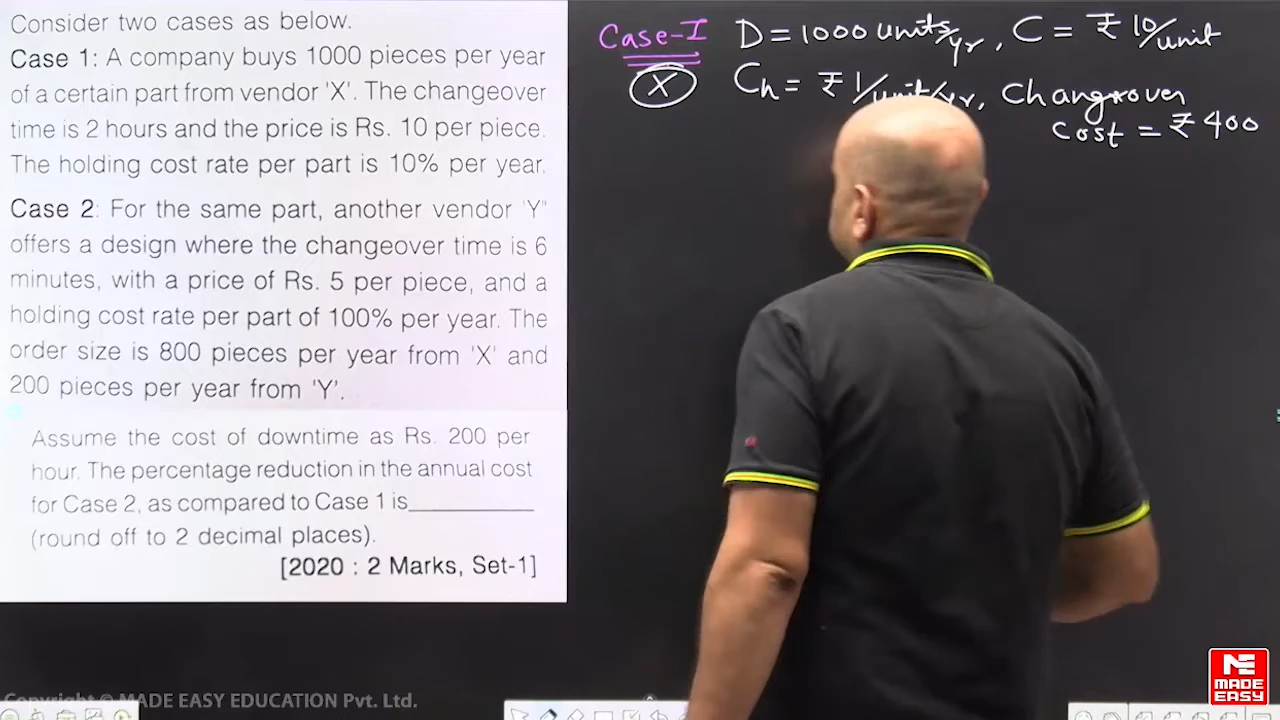 Consider two cases as below.
Case 1: A company buys 1000 pieces per year
of a certain part from vendor 'X'. The changeover
time is 2 hours and the price is Rs. 10 per piece.
The holding cost rate per part is 10% per year.
Case 2: For the same part, another vendor 'Y'
offers a design where the changeover time is 6
minutes, with a price of Rs. 5 per piece, and a
holding cost rate per part of 100% per year. The
order size is 800 pieces per year from 'X' and
200 pieces per year from 'Y'.
Assume the cost of downtime as Rs. 200 per
hour. The percentage reduction in the annual cost
for Case 2, as compared to Case 1 is__________
(round off to 2 decimal places).
[2020 : 2 Marks, Set-1]
Case-I D = 1000 units/yr, C = ₹ 10/unit
X Ch = ₹ 1/unit/yr, Changeover
cost = ₹ 400
Copyright © MADE EASY EDUCATION Pvt. Ltd.
MADE
EASY